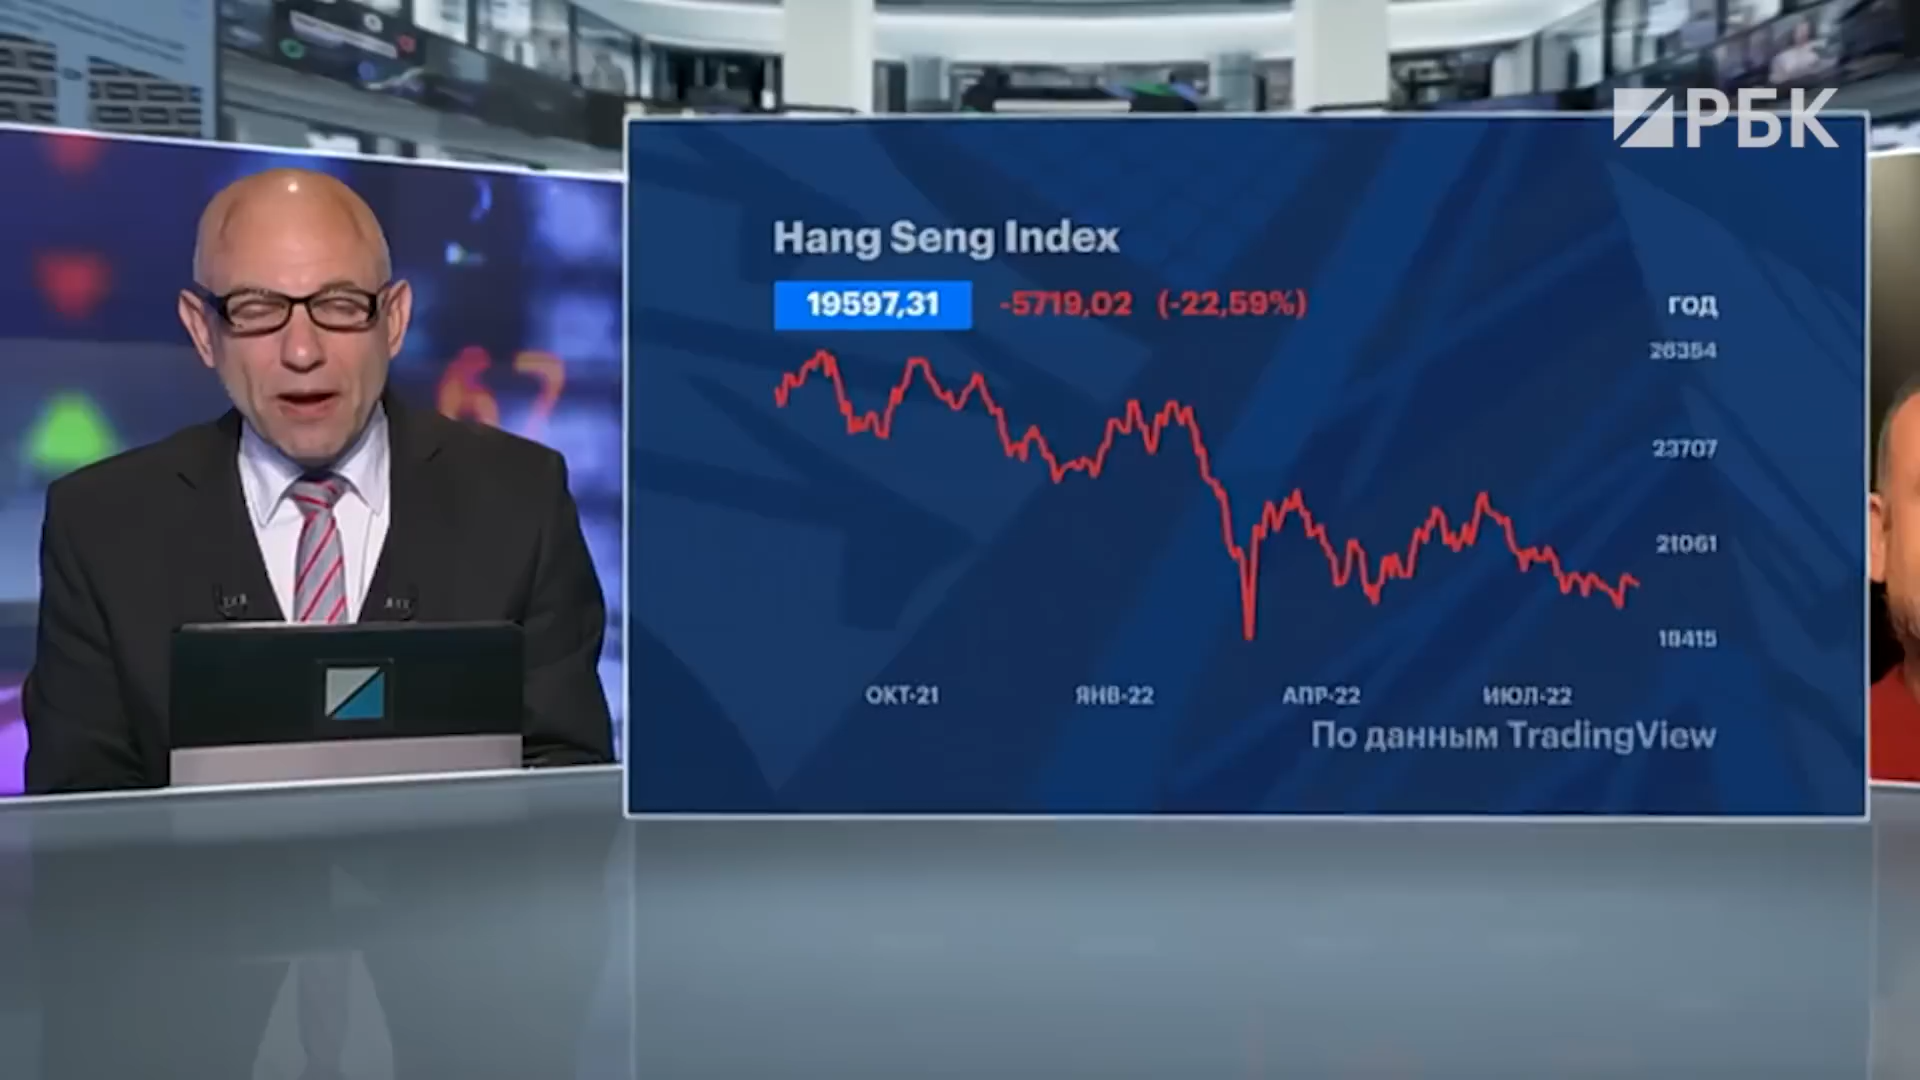 РБК
Hang Seng Index
19597,31 -5719,02 (-22,59%)
ГОД
26354
23707
21061
18415
ОКТ-21 ЯНВ-22 АПР-22 ИЮЛ-22
По данным TradingView
67